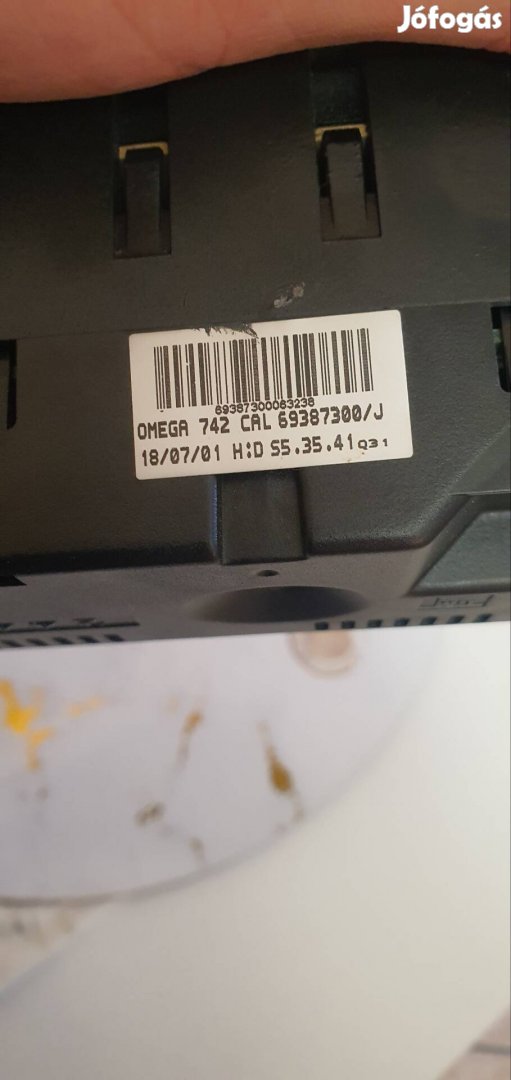 Jófogás
69387300083238
OMEGA 742 CAL 69387300/J
18/07/01 H:D S5.35.41 Q31